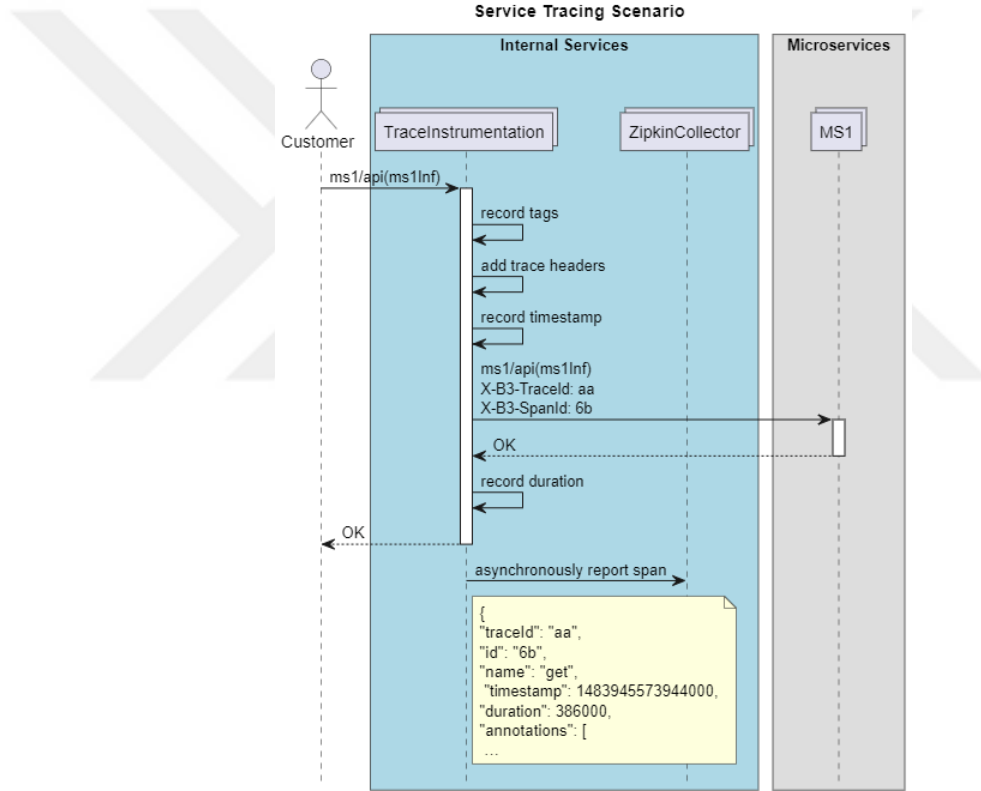 Service Tracing Scenario
Internal Services
Microservices
Customer
TraceInstrumentation
ZipkinCollector
MS1
ms1/api(ms1Inf)
record tags
add trace headers
record timestamp
ms1/api(ms1Inf)
X-B3-TraceId: aa
X-B3-SpanId: 6b
OK
record duration
OK
asynchronously report span
{
"traceId": "aa",
"id": "6b",
"name": "get",
"timestamp": 1483945573944000,
"duration": 386000,
"annotations": [
...